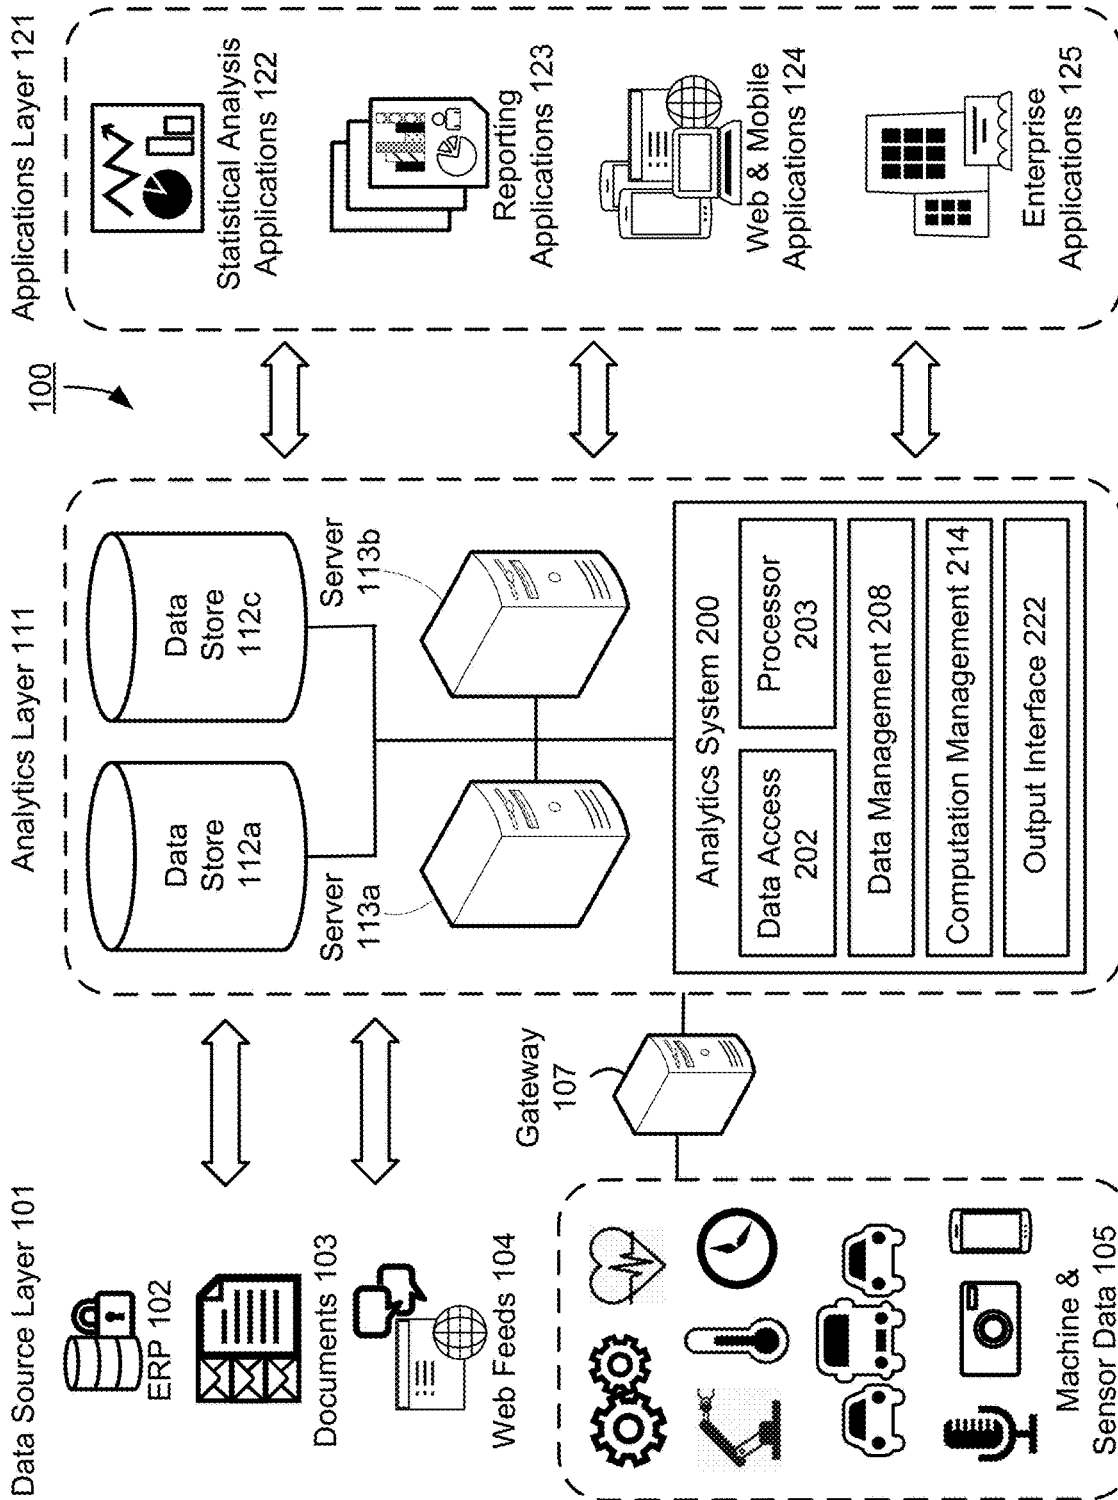 Data Source Layer 101
ERP 102
Documents 103
Web Feeds 104
Machine &
Sensor Data 105
Gateway
107
Analytics Layer 111
Data
Store
112a
Data
Store
112c
Server
113a
Server
113b
Analytics System 200
Data Access
202
Processor
203
Data Management 208
Computation Management 214
Output Interface 222
100
Applications Layer 121
Statistical Analysis
Applications 122
Reporting
Applications 123
Web & Mobile
Applications 124
Enterprise
Applications 125